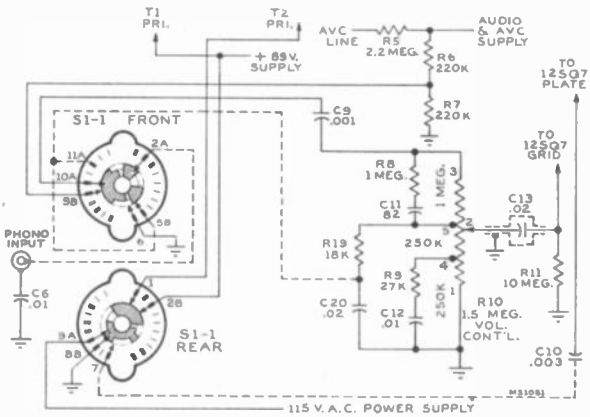 T1
PRI.
T2
PRI.
+ 89 V.
SUPPLY
AVC
LINE
R5
2.2 MEG.
AUDIO
& AVC
SUPPLY
R6
220K
R7
220K
TO
12SQ7
PLATE
TO
12SQ7
GRID
S1-1 FRONT
2A
11A
10A
9B
5B
6
C9
.001
R8
1 MEG.
C11
82
3
1 MEG.
2
5
250K
4
250K
1
C13
.02
R19
18K
R9
27K
C20
.02
C12
.01
R10
1.5 MEG.
VOL.
CONT'L.
R11
10 MEG.
C10
.003
PHONO
INPUT
C6
.01
1
2B
9A
8B
7
S1-1
REAR
MS1081
115 V. A.C. POWER SUPPLY